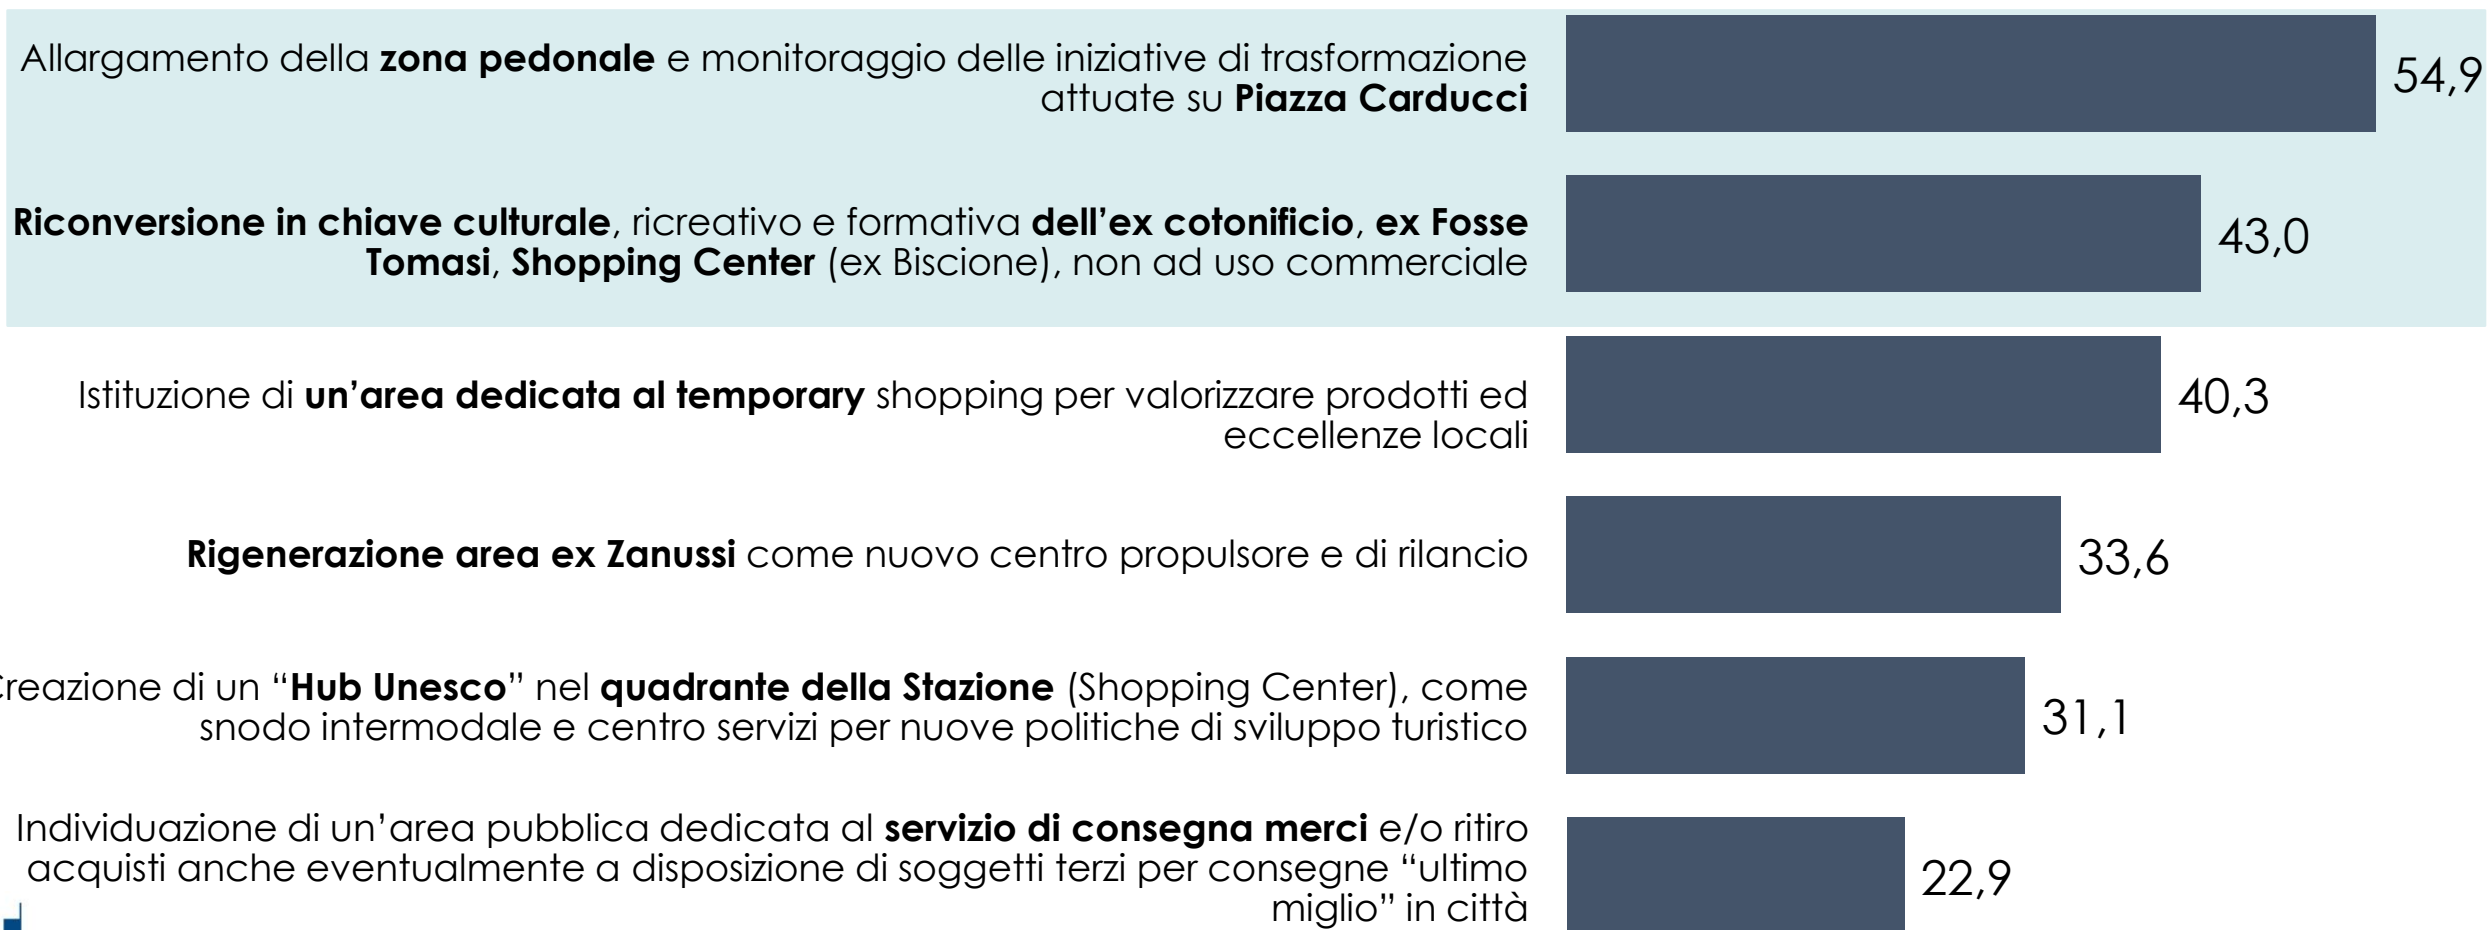 Allargamento della zona pedonale e monitoraggio delle iniziative di trasformazione
attuate su Piazza Carducci
54,9
Riconversione in chiave culturale, ricreativo e formativa dell’ex cotonificio, ex Fosse
Tomasi, Shopping Center (ex Biscione), non ad uso commerciale
43,0
Istituzione di un’area dedicata al temporary shopping per valorizzare prodotti ed
eccellenze locali
40,3
Rigenerazione area ex Zanussi come nuovo centro propulsore e di rilancio
33,6
Creazione di un “Hub Unesco” nel quadrante della Stazione (Shopping Center), come
snodo intermodale e centro servizi per nuove politiche di sviluppo turistico
31,1
Individuazione di un’area pubblica dedicata al servizio di consegna merci e/o ritiro
acquisti anche eventualmente a disposizione di soggetti terzi per consegne “ultimo
miglio” in città
22,9